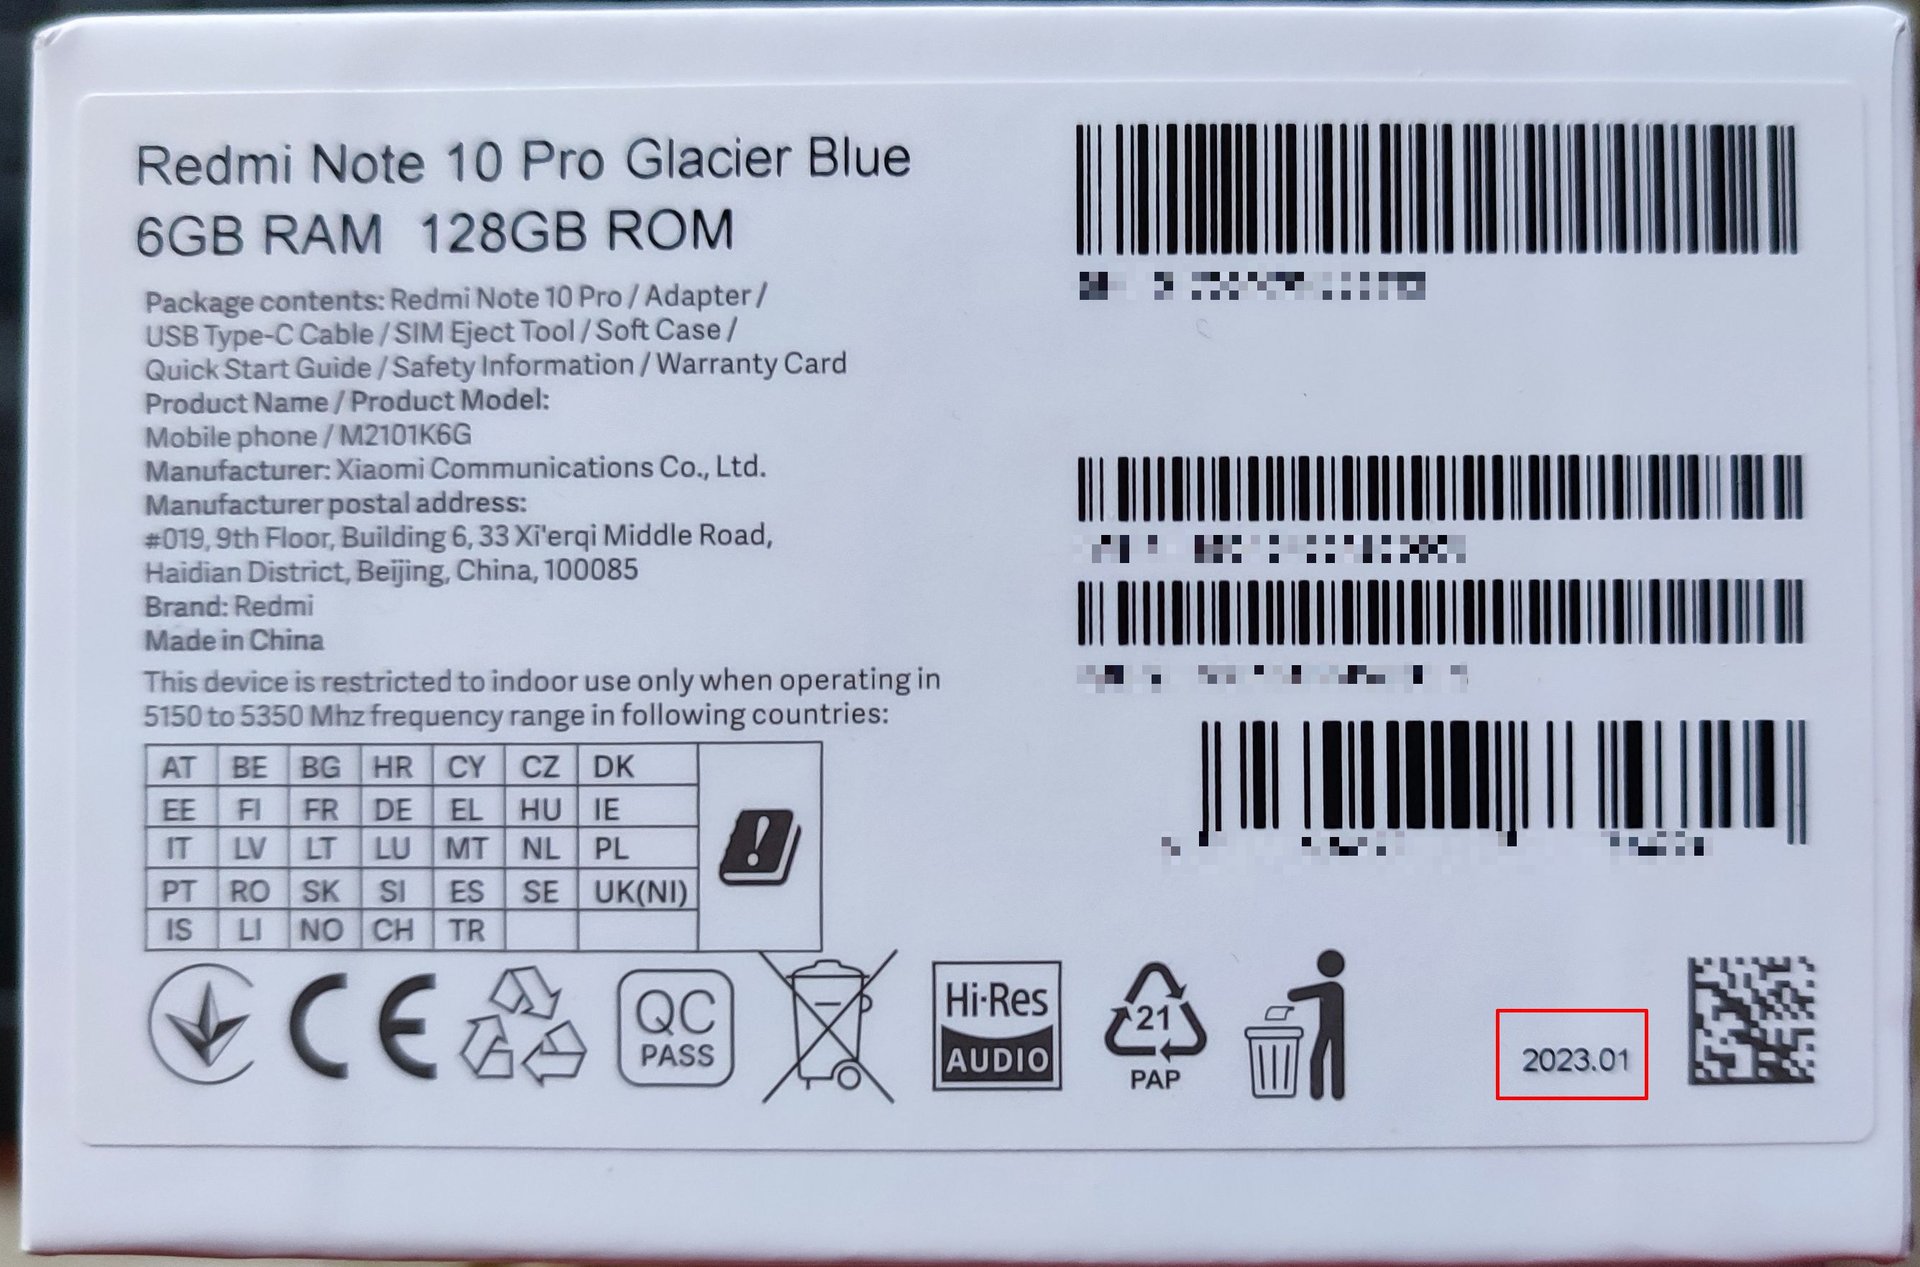 Redmi Note 10 Pro Glacier Blue
6GB RAM 128GB ROM
Package contents: Redmi Note 10 Pro / Adapter /
USB Type-C Cable / SIM Eject Tool / Soft Case /
Quick Start Guide / Safety Information / Warranty Card
Product Name / Product Model:
Mobile phone / M2101K6G
Manufacturer: Xiaomi Communications Co., Ltd.
Manufacturer postal address:
#019, 9th Floor, Building 6, 33 Xi'erqi Middle Road,
Haidian District, Beijing, China, 100085
Brand: Redmi
Made in China
This device is restricted to indoor use only when operating in
5150 to 5350 Mhz frequency range in following countries:
AT BE BG HR CY CZ DK
EE FI FR DE EL HU IE
IT LV LT LU MT NL PL
PT RO SK SI ES SE UK(NI)
IS LI NO CH TR
CE
QC
PASS
Hi-Res
AUDIO
21
PAP
2023.01